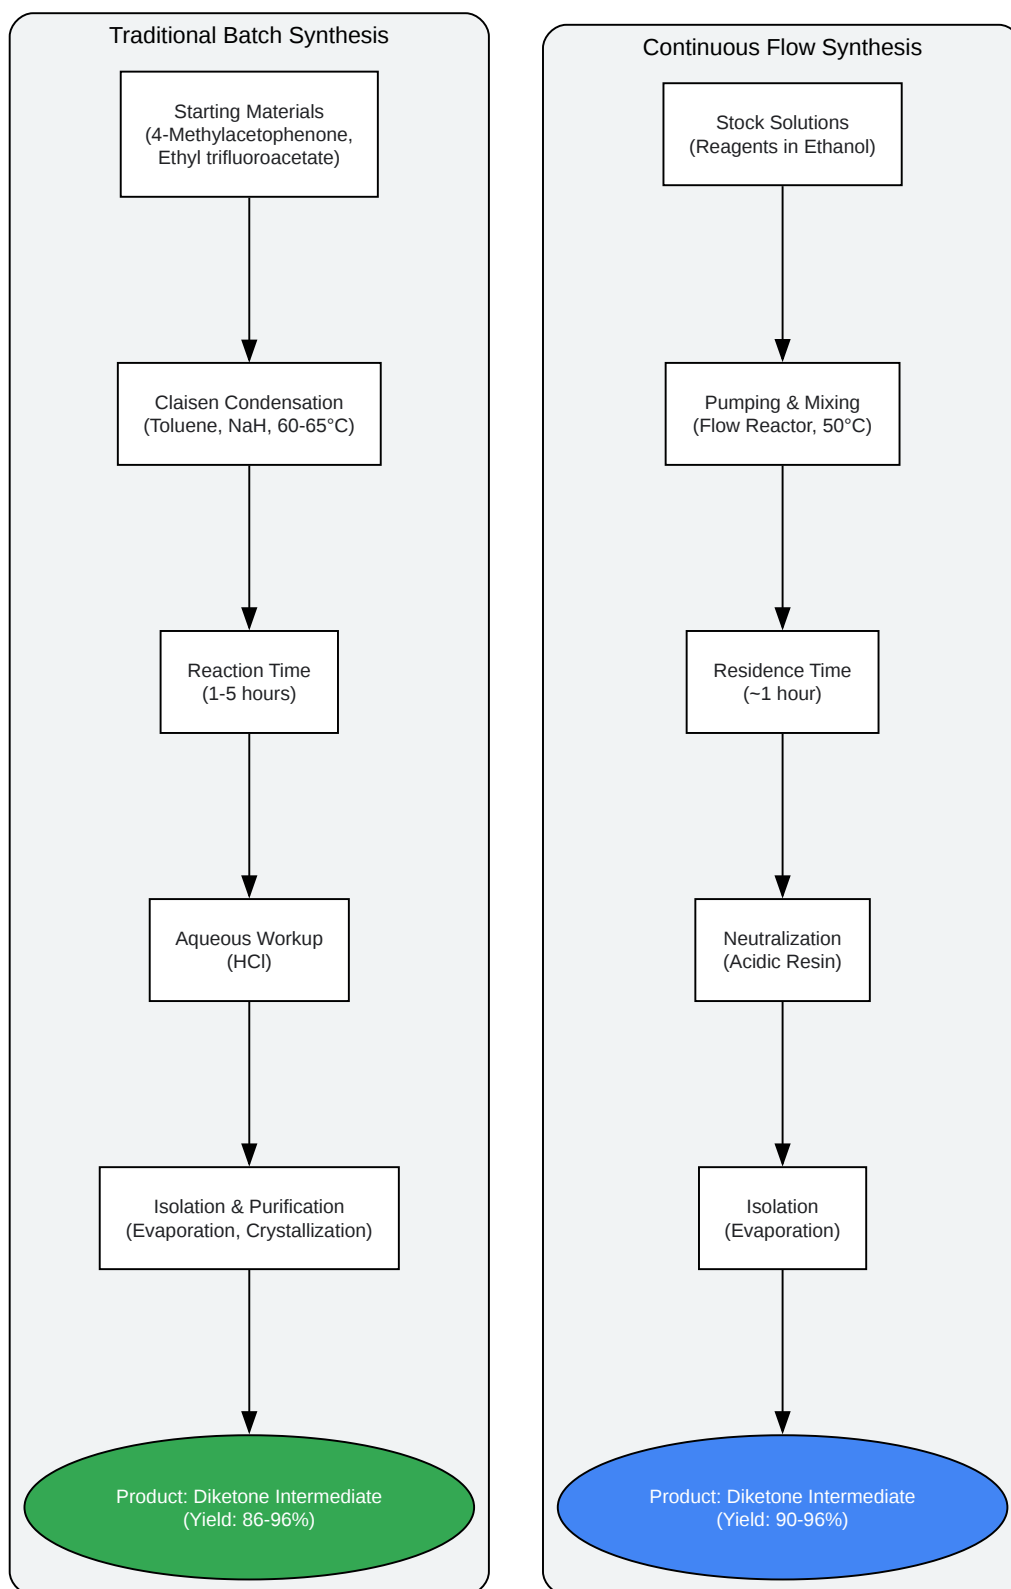 Traditional Batch Synthesis
Starting Materials
(4-Methylacetophenone,
Ethyl trifluoroacetate)
Claisen Condensation
(Toluene, NaH, 60-65°C)
Reaction Time
(1-5 hours)
Aqueous Workup
(HCl)
Isolation & Purification
(Evaporation, Crystallization)
Product: Diketone Intermediate
(Yield: 86-96%)
Continuous Flow Synthesis
Stock Solutions
(Reagents in Ethanol)
Pumping & Mixing
(Flow Reactor, 50°C)
Residence Time
(~1 hour)
Neutralization
(Acidic Resin)
Isolation
(Evaporation)
Product: Diketone Intermediate
(Yield: 90-96%)